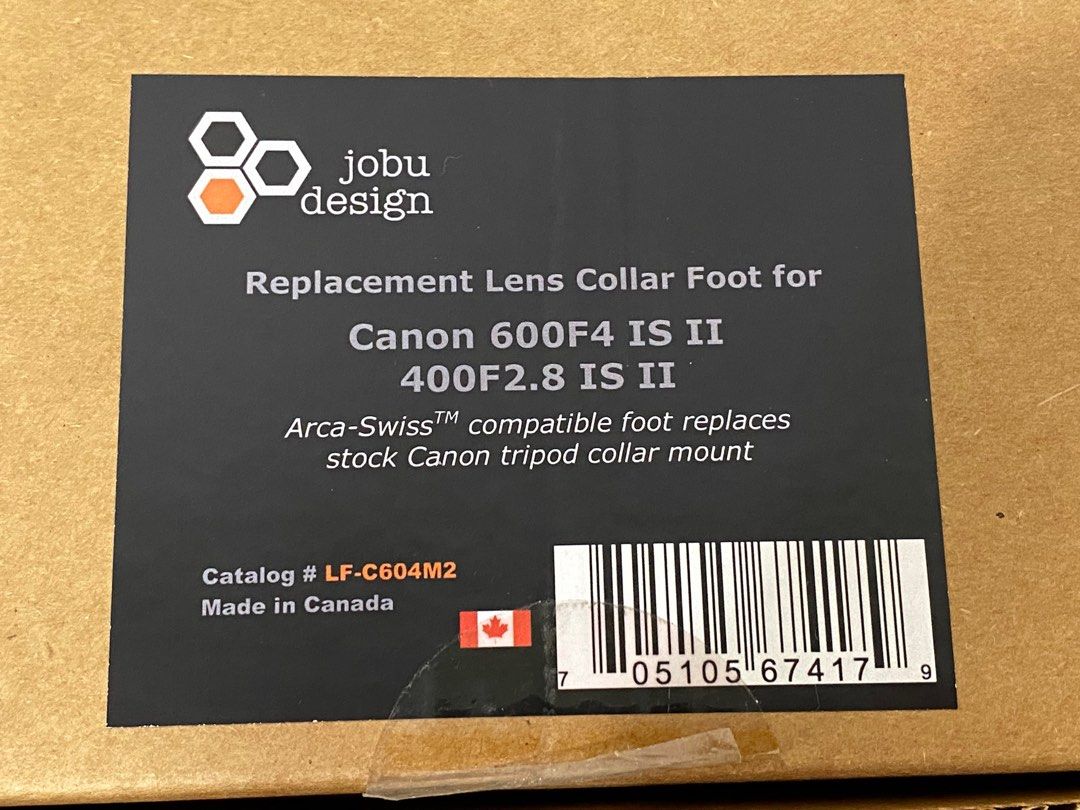 jobu
design
Replacement Lens Collar Foot for
Canon 600F4 IS II
400F2.8 IS II
Arca-Swiss™ compatible foot replaces
stock Canon tripod collar mount
Catalog # LF-C604M2
Made in Canada
7 05105 67417 9